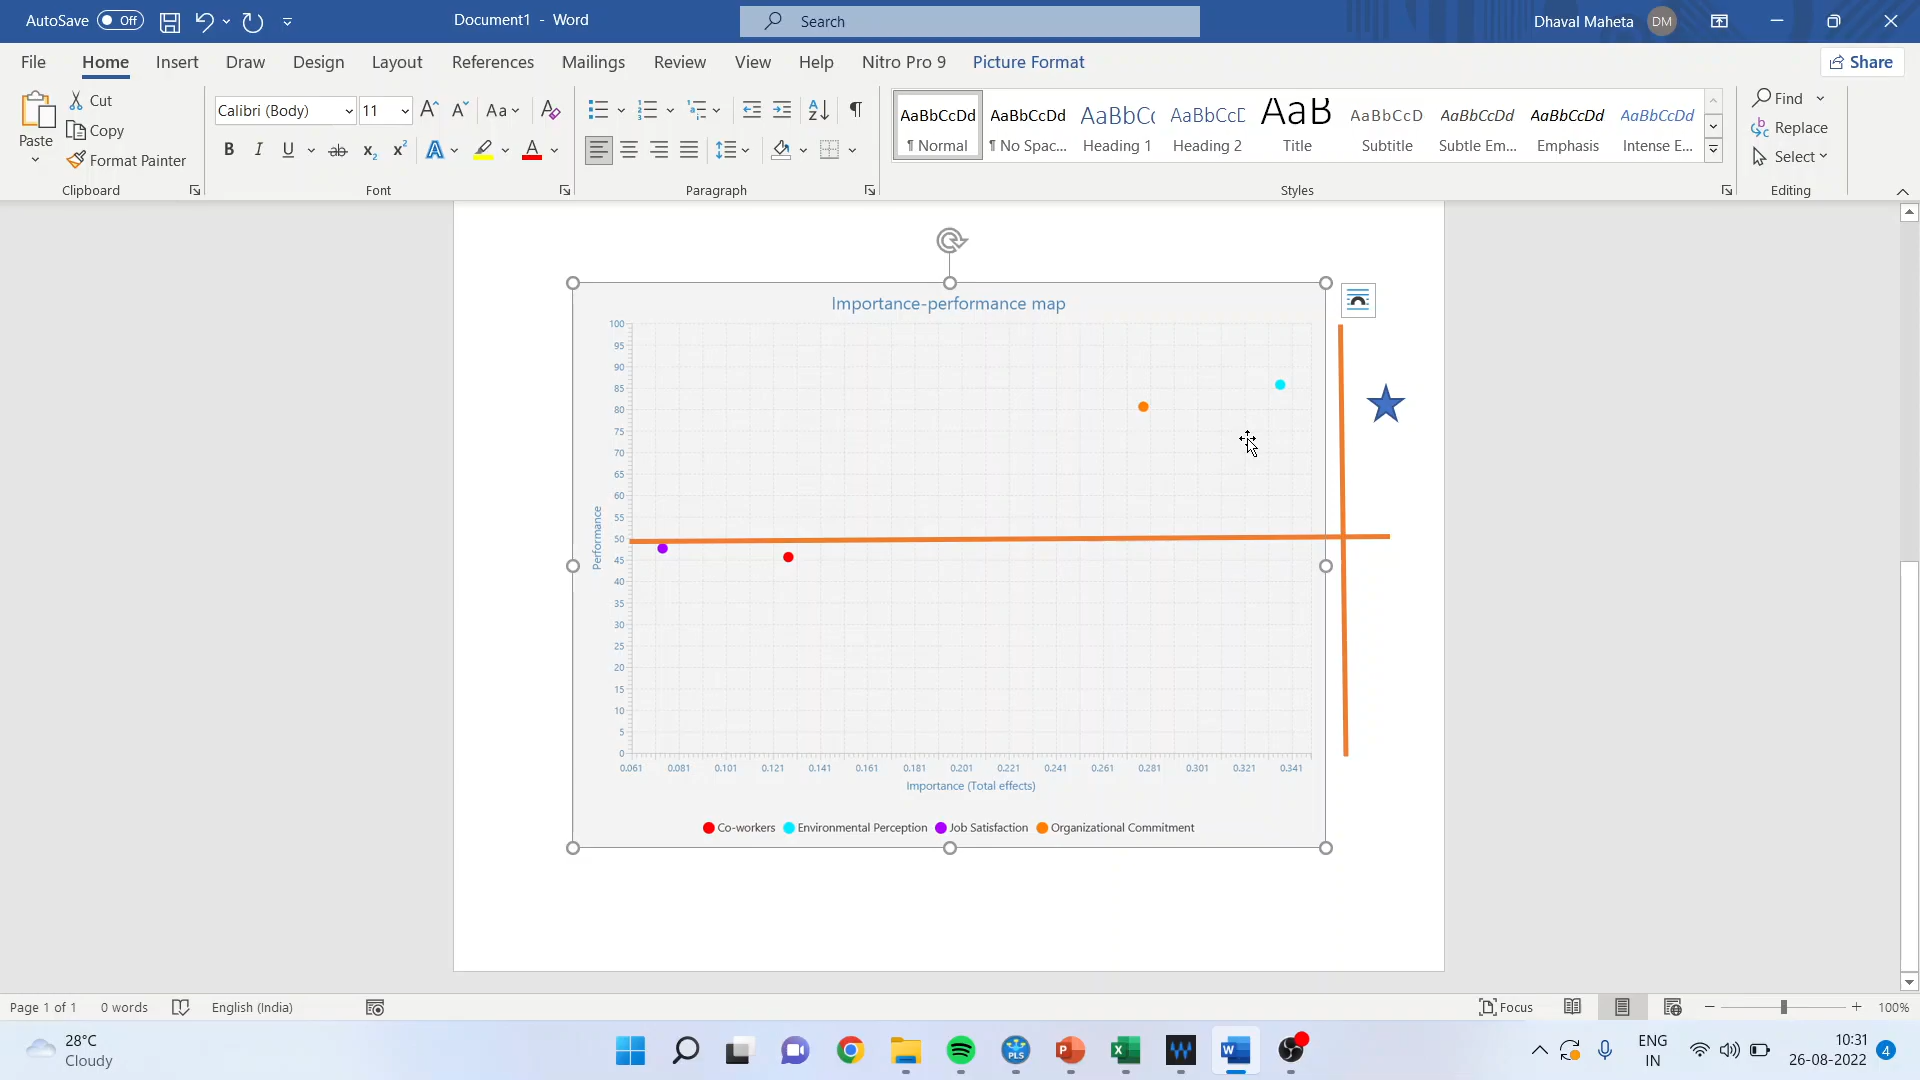 AutoSave Off Document1 - Word Search Dhaval Maheta DM
File Home Insert Draw Design Layout References Mailings Review View Help Nitro Pro 9 Picture Format Share
Paste Cut Copy Format Painter
Calibri (Body) 11 Aa
AaBbCcDd AaBbCcDd AaBbCc AaBbCcD AaB AaBbCcD AaBbCcDd AaBbCcDd AaBbCcDd
¶ Normal ¶ No Spac... Heading 1 Heading 2 Title Subtitle Subtle Em... Emphasis Intense E...
Find
Replace
Select
Clipboard Font Paragraph Styles Editing
Importance-performance map
100
95
90
85
80
75
70
65
60
55
50
45
40
35
30
25
20
15
10
5
0
Performance
0.061 0.081 0.101 0.121 0.141 0.161 0.181 0.201 0.221 0.241 0.261 0.281 0.301 0.321 0.341
Importance (Total effects)
Co-workers Environmental Perception Job Satisfaction Organizational Commitment
Page 1 of 1 0 words English (India) Focus 100%
28°C
Cloudy
PLS
ENG
IN
10:31
26-08-2022
4